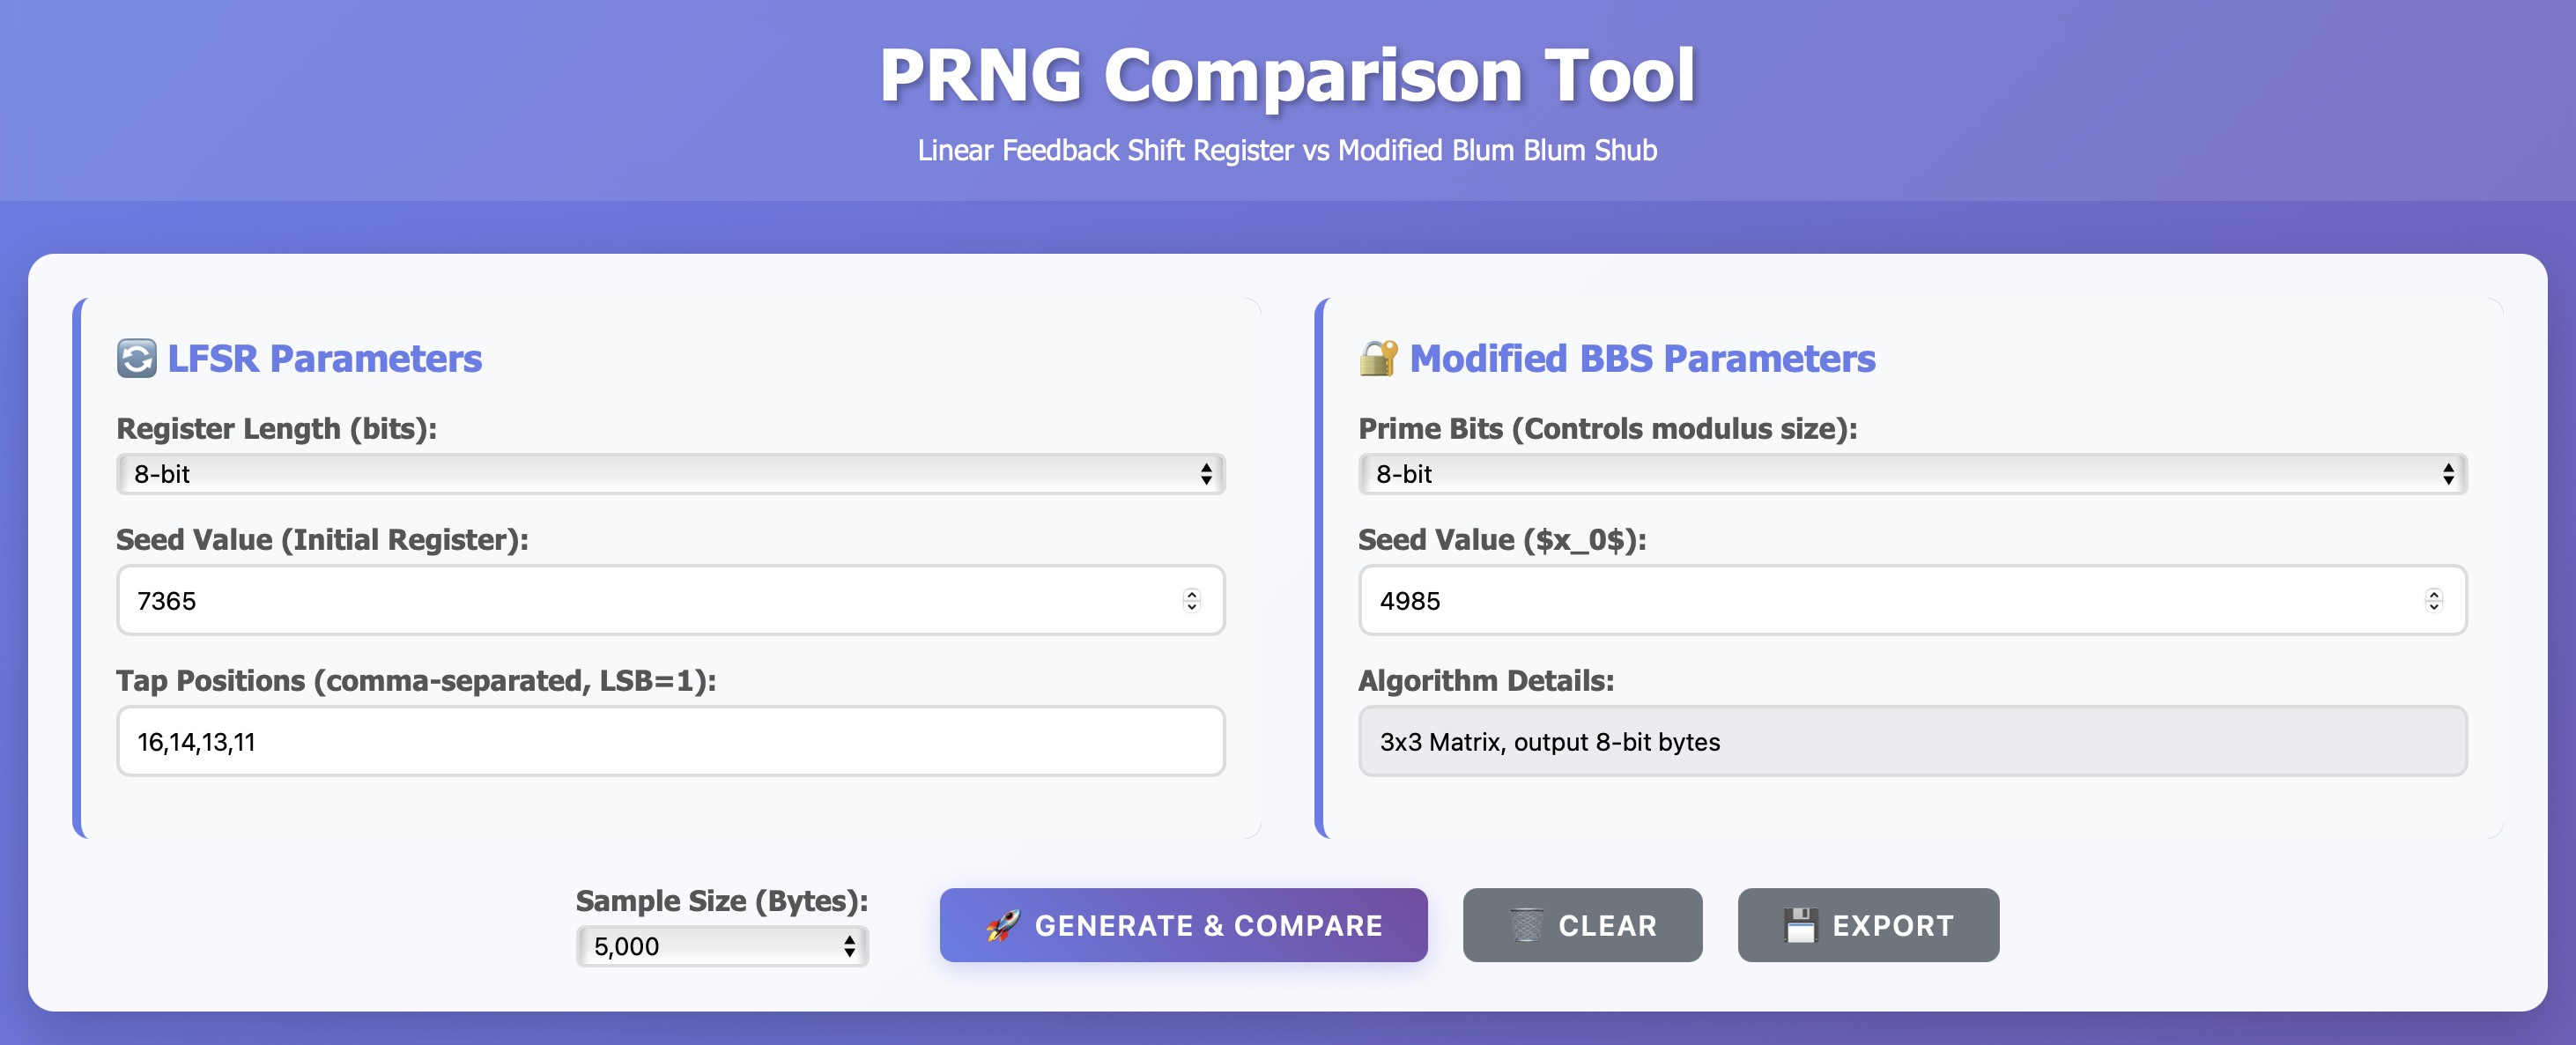 PRNG Comparison Tool
Linear Feedback Shift Register vs Modified Blum Blum Shub
LFSR Parameters
Register Length (bits):
8-bit
Seed Value (Initial Register):
7365
Tap Positions (comma-separated, LSB=1):
16,14,13,11
Modified BBS Parameters
Prime Bits (Controls modulus size):
8-bit
Seed Value ($x_0$):
4985
Algorithm Details:
3x3 Matrix, output 8-bit bytes
Sample Size (Bytes):
5,000
GENERATE & COMPARE
CLEAR
EXPORT